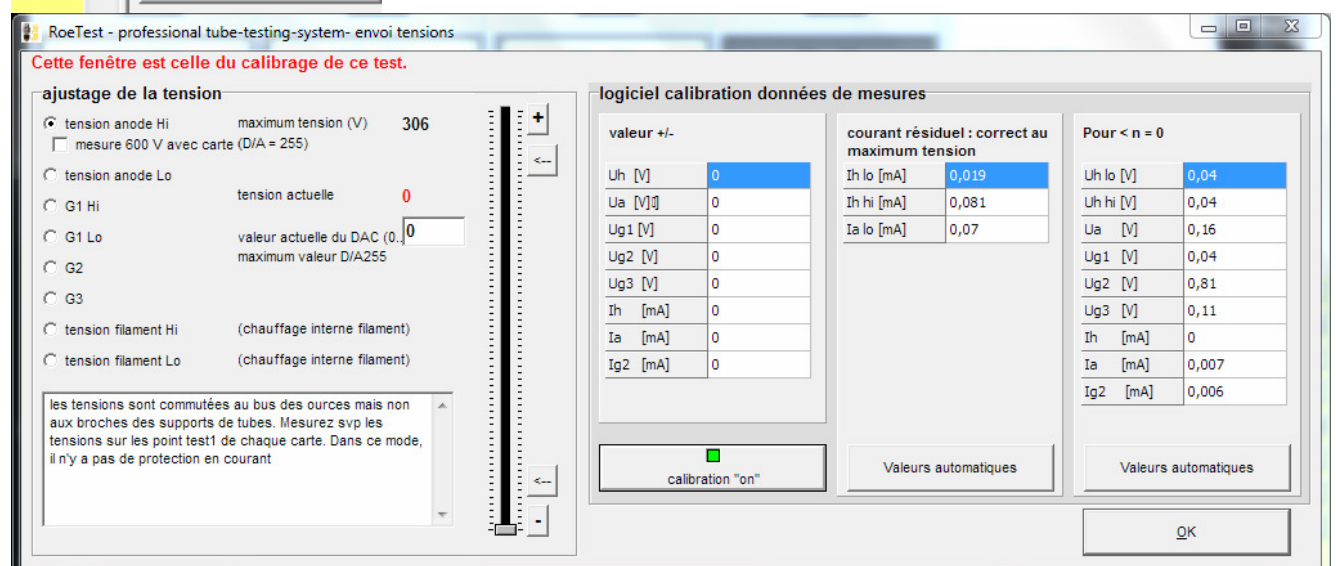 RoeTest - professional tube-testing-system- envoi tensions
Cette fenêtre est celle du calibrage de ce test.
ajustage de la tension
tension anode Hi
maximum tension (V) 306
mesure 600 V avec carte (D/A = 255)
tension anode Lo
tension actuelle 0
G1 Hi
G1 Lo
valeur actuelle du DAC (0.. 0
maximum valeur D/A255
G2
G3
tension filament Hi (chauffage interne filament)
tension filament Lo (chauffage interne filament)
les tensions sont commutées au bus des ources mais non
aux broches des supports de tubes. Mesurez svp les
tensions sur les point test1 de chaque carte. Dans ce mode,
il n'y a pas de protection en courant
+
<--
<--
-
logiciel calibration données de mesures
valeur +/-
Uh [V] 0
Ua [V] 0
Ug1 [V] 0
Ug2 [V] 0
Ug3 [V] 0
Ih [mA] 0
Ia [mA] 0
Ig2 [mA] 0
calibration "on"
courant résiduel : correct au
maximum tension
Ih lo [mA] 0,019
Ih hi [mA] 0,081
Ia lo [mA] 0,07
Valeurs automatiques
Pour < n = 0
Uh lo [V] 0,04
Uh hi [V] 0,04
Ua [V] 0,16
Ug1 [V] 0,04
Ug2 [V] 0,81
Ug3 [V] 0,11
Ih [mA] 0
Ia [mA] 0,007
Ig2 [mA] 0,006
Valeurs automatiques
OK